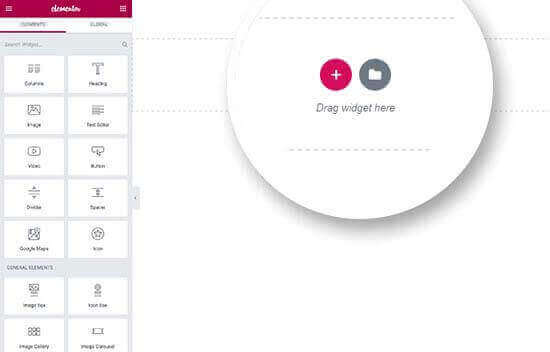 elementor
ELEMENTS GLOBAL
Search Widget...
Columns Heading
Image Text Editor
Video Button
Divider Spacer
Google Maps Icon
GENERAL ELEMENTS
Image Box Icon Box
Image Gallery Image Carousel
Drag widget here